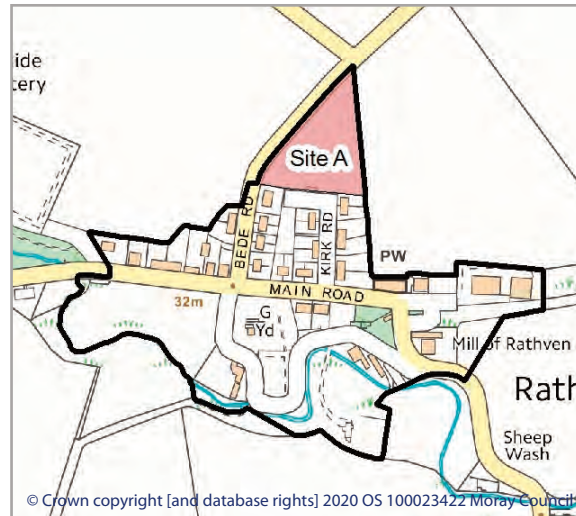 ide
tery
Site A
BEDE RD
KIRK RD
PW
MAIN ROAD
32m
G
Yd
Mill of Rathven
Rath
Sheep
Wash
© Crown copyright [and database rights] 2020 OS 100023422 Moray Council